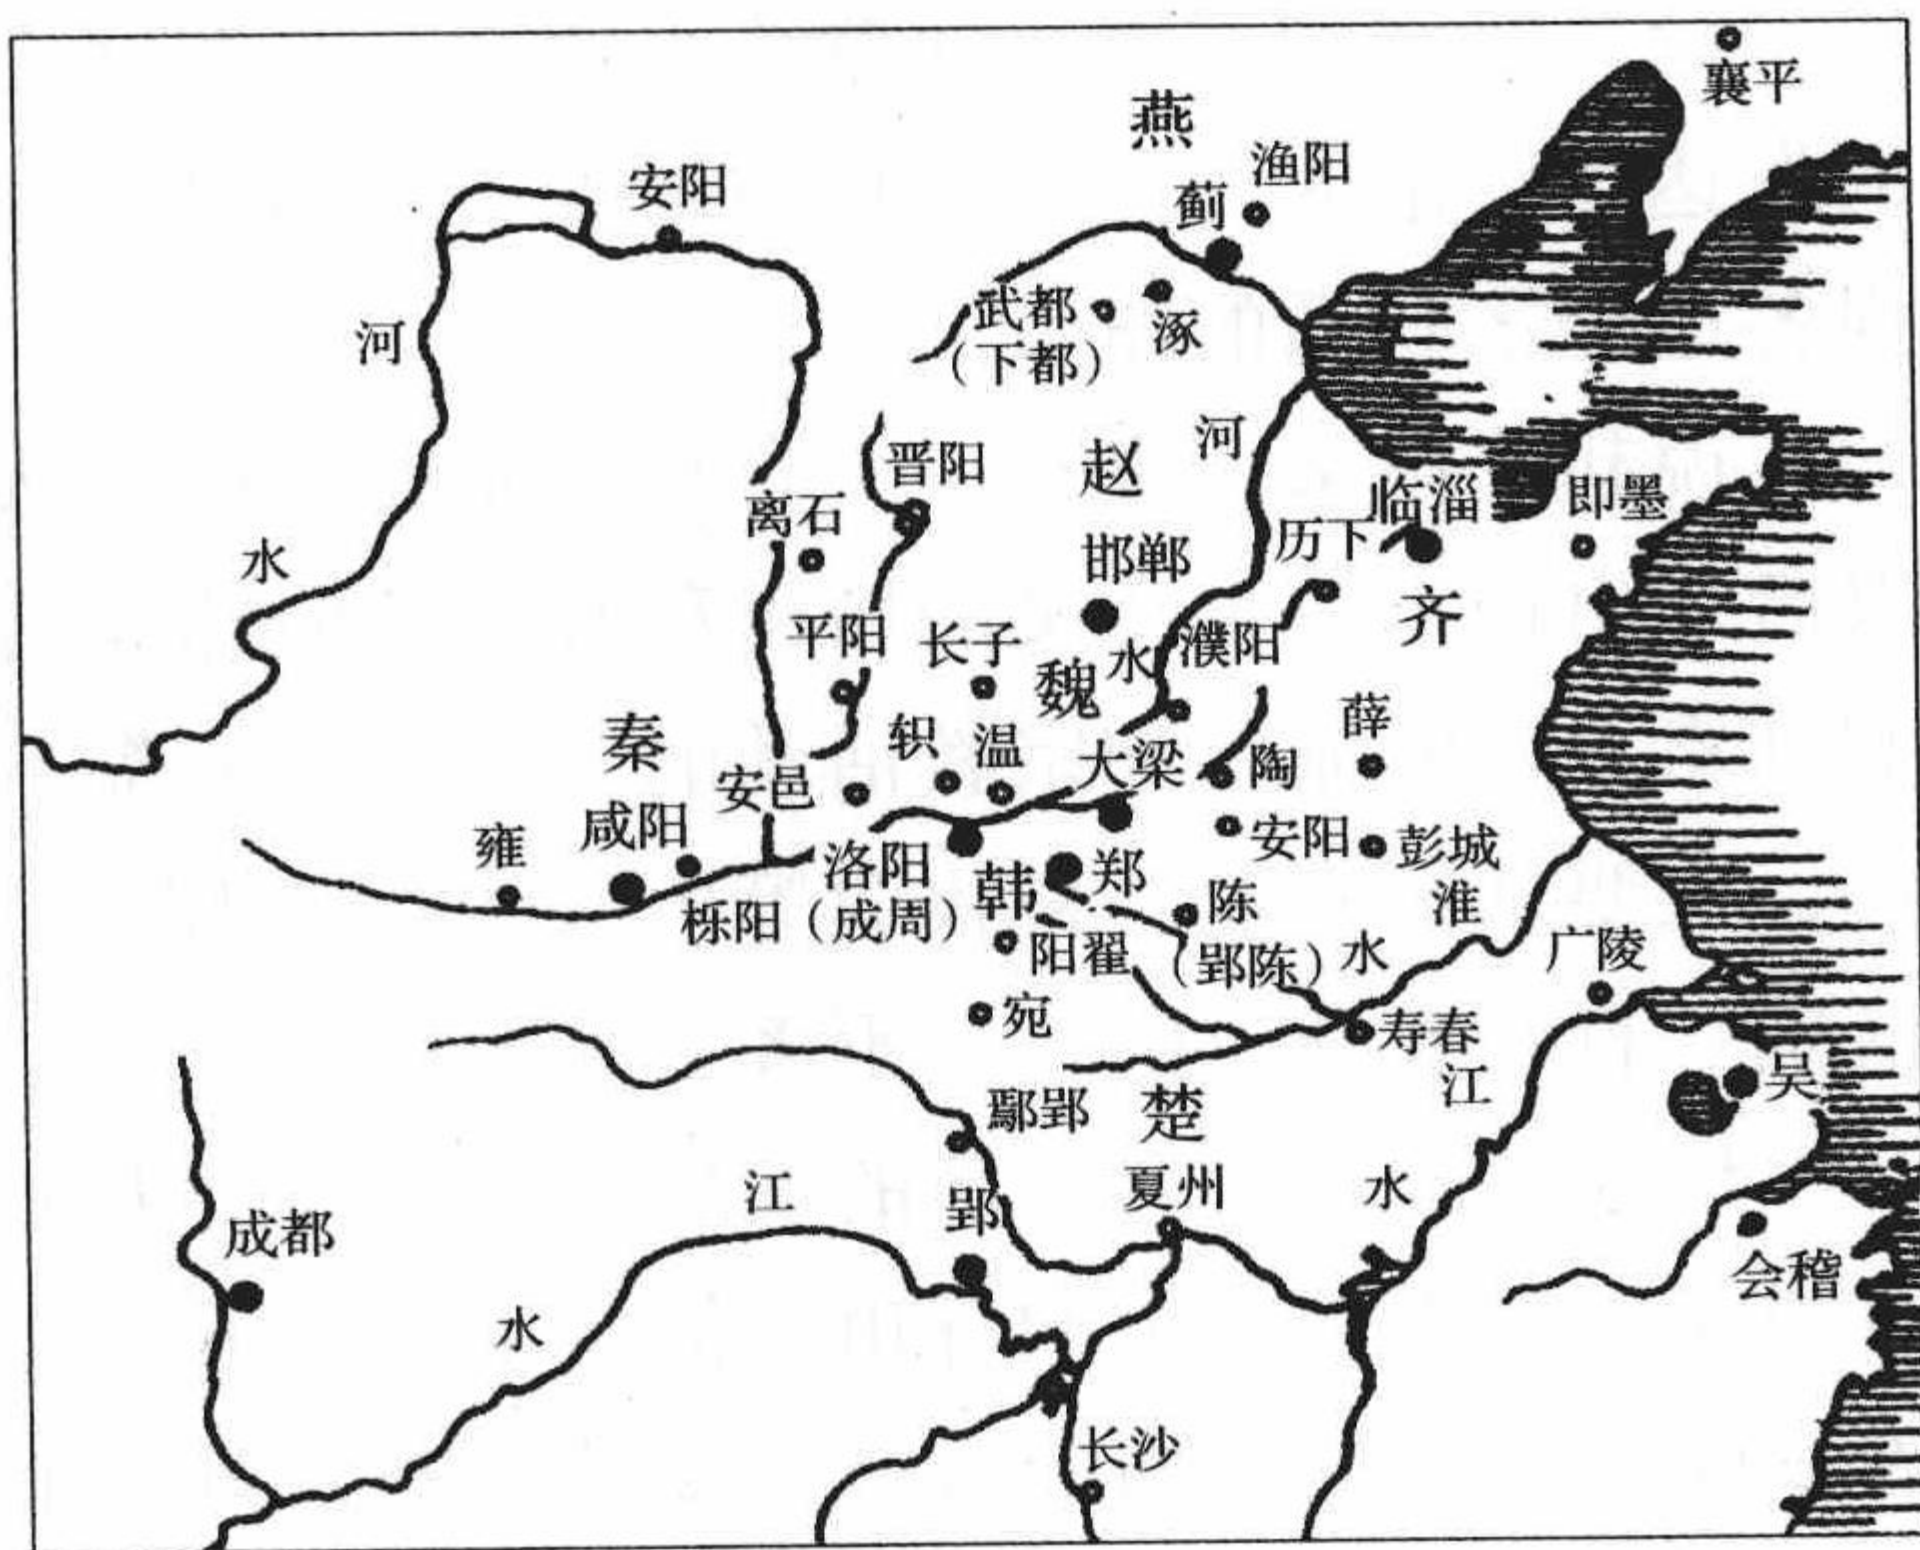 襄平
燕
渔阳
蓟
安阳
武都
(下都)
涿
河
河
晋阳
赵
离石
临淄
即墨
历下
水
邯郸
齐
平阳
长子
魏
水
濮阳
秦
轵
温
大梁
陶
薛
安邑
雍
咸阳
洛阳
(成周)
栎阳
韩
郑
安阳
彭城
陈
(郢陈)
淮
水
阳翟
广陵
宛
寿春
江
吴
鄢郢
楚
江
郢
夏州
水
成都
会稽
水
长沙